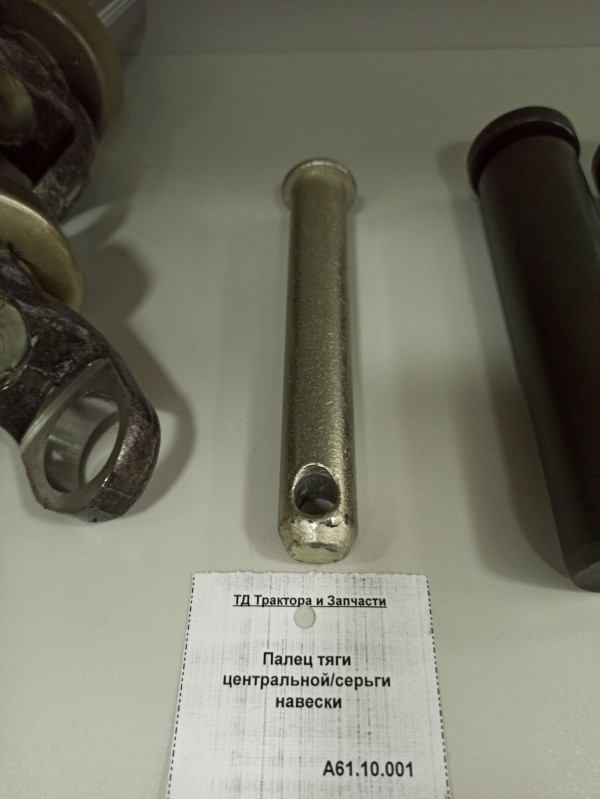 ТД Трактора и Запчасти
Палец тяги
центральной/серьги
навески
А61.10.001